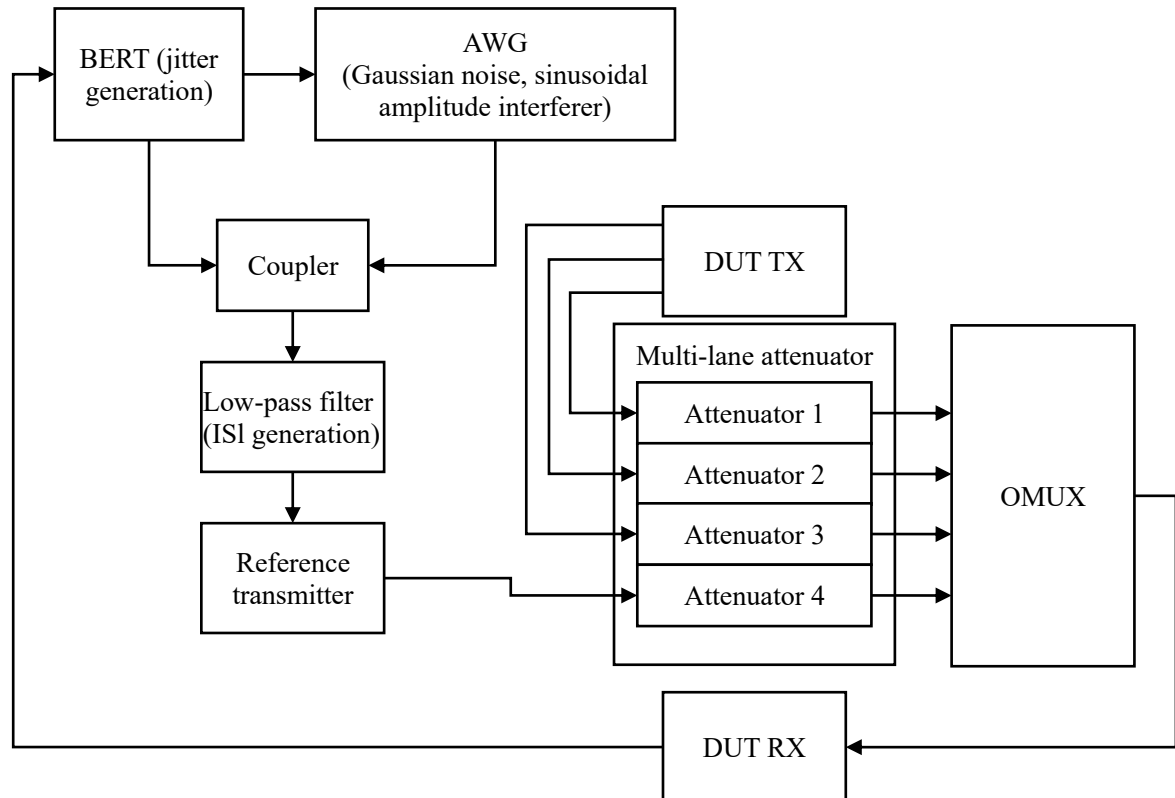 BERT (jitter
generation)
AWG
(Gaussian noise, sinusoidal
amplitude interferer)
Coupler
DUT TX
Low-pass filter
(ISl generation)
Multi-lane attenuator
Attenuator 1
Attenuator 2
Attenuator 3
Attenuator 4
OMUX
Reference
transmitter
DUT RX